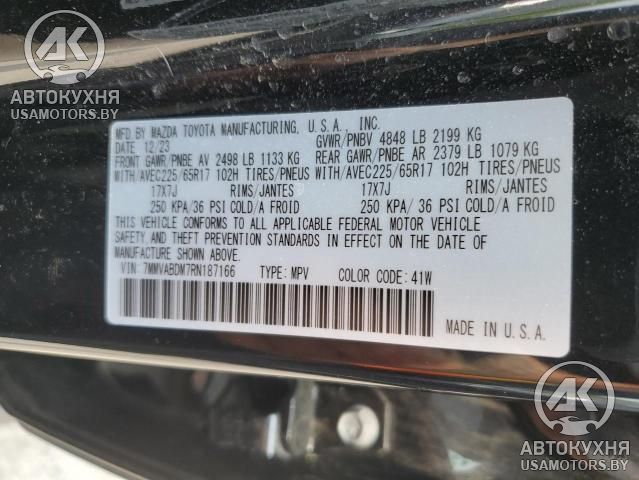 АК
АВТОКУХНЯ
USAMOTORS.BY
MFD. BY MAZDA TOYOTA MANUFACTURING, U.S.A., INC.
12/23 GVWR/PNBV 4848 LB 2199 KG
FRONT GAWR/PNBE AV 2498 LB 1133 KG REAR GAWR/PNBE AR 2379 LB 1079 KG
WITH/AVEC225/65R17 102H TIRES/PNEUS WITH/AVEC225/65R17 102H TIRES/PNEUS
17X7J RIMS/JANTES 17X7J RIMS/JANTES
250 KPA/36 PSI COLD/A FROID 250 KPA/36 PSI COLD/A FROID
THIS VEHICLE CONFORMS TO ALL APPLICABLE FEDERAL MOTOR VEHICLE
SAFETY, AND THEFT PREVENTION STANDARDS IN EFFECT ON THE DATE OF
MANUFACTURE SHOWN ABOVE.
VIN: 7MMVABDM7RN187166 TYPE: MPV COLOR CODE: 41W
MADE IN U.S.A.
АК
АВТОКУХНЯ
USAMOTORS.BY